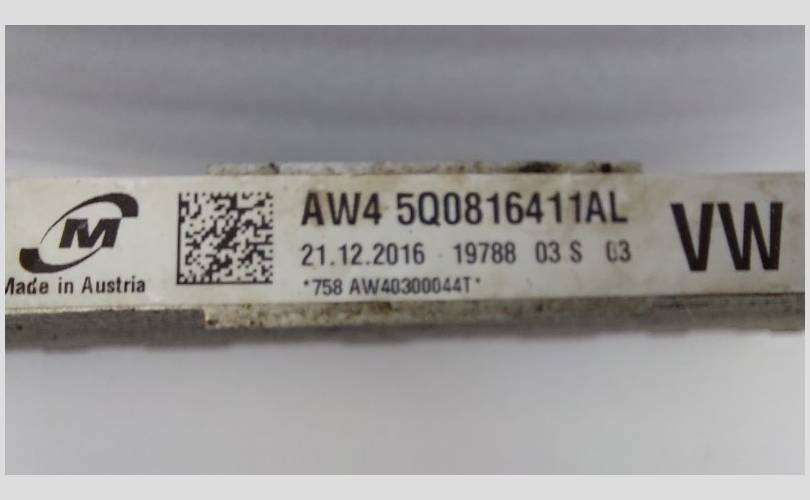 M
Made in Austria
AW4 5Q0816411AL
21.12.2016 19788 03 S 03
*758 AW40300044T*
VW